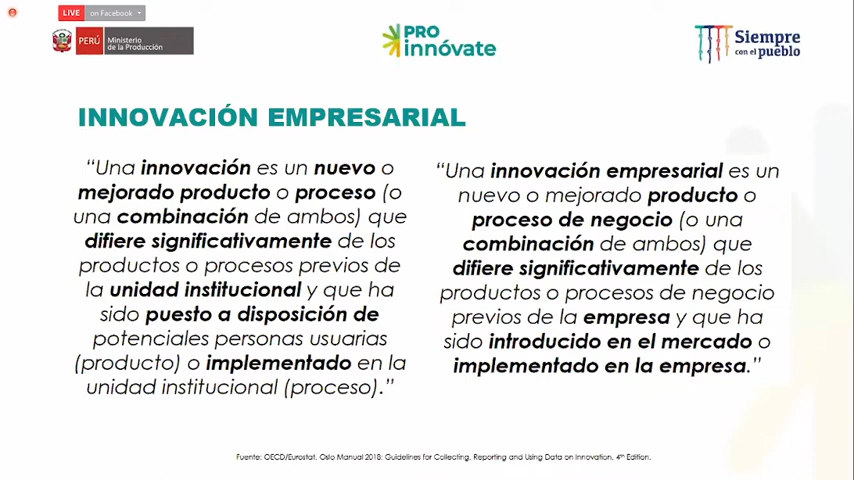 LIVE on Facebook
PERÚ
Ministerio
de la Producción
PRO
innóvate
Siempre
con el pueblo
INNOVACIÓN EMPRESARIAL
“Una innovación es un nuevo o
mejorado producto o proceso (o
una combinación de ambos) que
difiere significativamente de los
productos o procesos previos de
la unidad institucional y que ha
sido puesto a disposición de
potenciales personas usuarias
(producto) o implementado en la
unidad institucional (proceso).”
“Una innovación empresarial es un
nuevo o mejorado producto o
proceso de negocio (o una
combinación de ambos) que
difiere significativamente de los
productos o procesos de negocio
previos de la empresa y que ha
sido introducido en el mercado o
implementado en la empresa.”
Fuente: OECD/Eurostat, Oslo Manual 2018: Guidelines for Collecting, Reporting and Using Data on Innovation, 4th Edition.